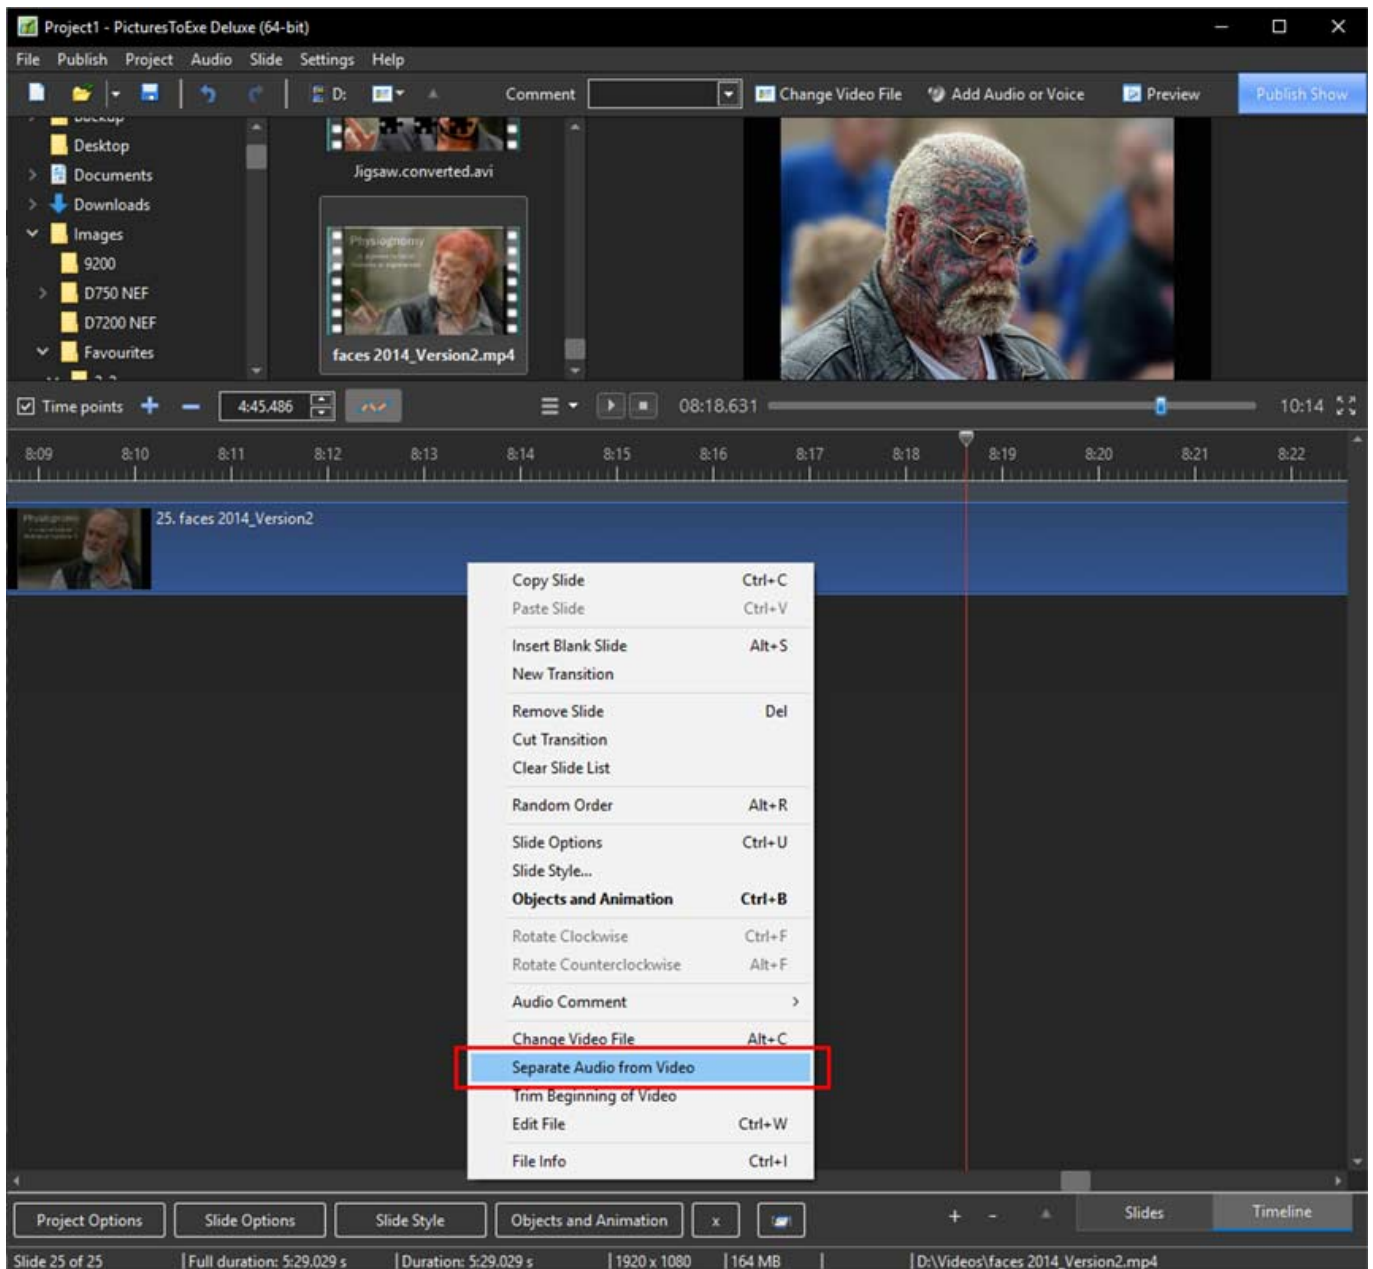 Project1 - PicturesToExe Deluxe (64-bit)
File Publish Project Audio Slide Settings Help
D: Comment Change Video File Add Audio or Voice Preview Publish Show
Backup
Desktop
Documents
Downloads
Images
9200
D750 NEF
D7200 NEF
Favourites
Jigsaw.converted.avi
Physiognomy
faces 2014_Version2.mp4
Time points 4:45.486 08:18.631 10:14
8:09 8:10 8:11 8:12 8:13 8:14 8:15 8:16 8:17 8:18 8:19 8:20 8:21 8:22
25. faces 2014_Version2
Copy Slide Ctrl+C
Paste Slide Ctrl+V
Insert Blank Slide Alt+S
New Transition
Remove Slide Del
Cut Transition
Clear Slide List
Random Order Alt+R
Slide Options Ctrl+U
Slide Style...
Objects and Animation Ctrl+B
Rotate Clockwise Ctrl+F
Rotate Counterclockwise Alt+F
Audio Comment
Change Video File Alt+C
Separate Audio from Video
Trim Beginning of Video
Edit File Ctrl+W
File Info Ctrl+I
Project Options Slide Options Slide Style Objects and Animation x + - Slides Timeline
Slide 25 of 25 Full duration: 5:29.029 s Duration: 5:29.029 s 1920 x 1080 164 MB D:\Videos\faces 2014_Version2.mp4